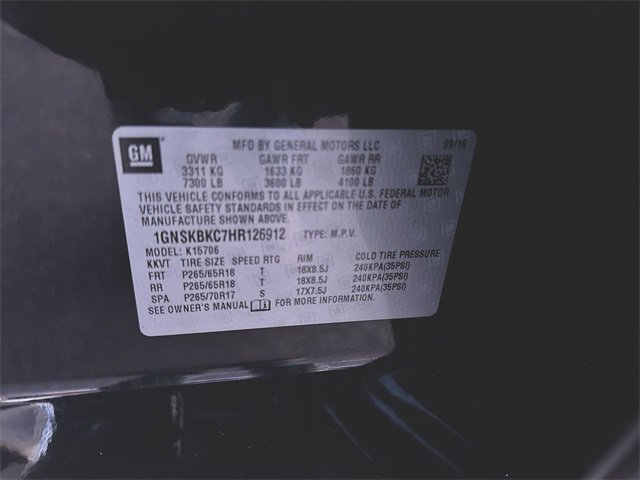 GM
MFD BY GENERAL MOTORS LLC 09/16
GVWR GAWR FRT GAWR RR
3311 KG 1633 KG 1860 KG
7300 LB 3600 LB 4100 LB
THIS VEHICLE CONFORMS TO ALL APPLICABLE U.S. FEDERAL MOTOR
VEHICLE SAFETY STANDARDS IN EFFECT ON THE DATE OF
MANUFACTURE SHOWN ABOVE.
1GNSKBKC7HR126912 TYPE: M.P.V.
MODEL: K15706
KKVT TIRE SIZE SPEED RTG RIM COLD TIRE PRESSURE
FRT P265/65R18 T 18X8.5J 240KPA(35PSI)
RR P265/65R18 T 18X8.5J 240KPA(35PSI)
SPA P265/70R17 S 17X7.5J 240KPA(35PSI)
SEE OWNER'S MANUAL FOR MORE INFORMATION.